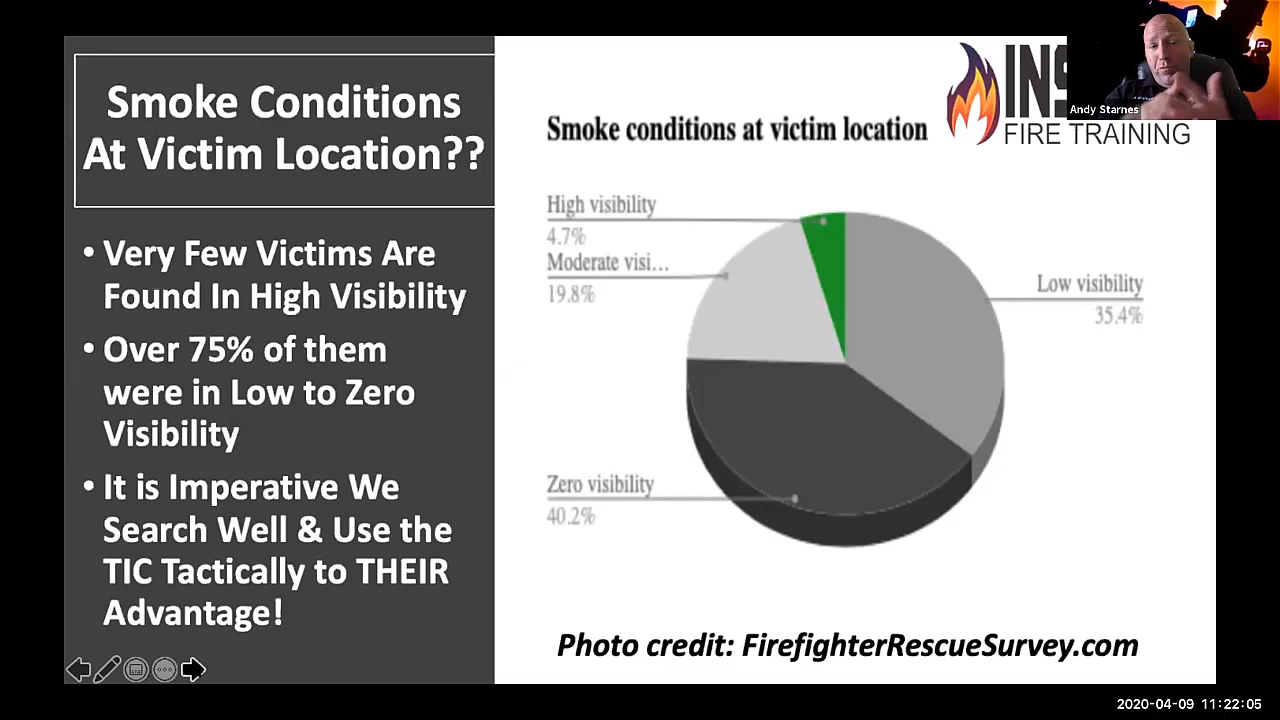 Smoke Conditions
At Victim Location??
• Very Few Victims Are
Found In High Visibility
• Over 75% of them
were in Low to Zero
Visibility
• It is Imperative We
Search Well & Use the
TIC Tactically to THEIR
Advantage!
Smoke conditions at victim location
High visibility
4.7%
Moderate visi...
19.8%
Low visibility
35.4%
Zero visibility
40.2%
Photo credit: FirefighterRescueSurvey.com
FIRE TRAINING
Andy Starnes
2020-04-09 11:22:05